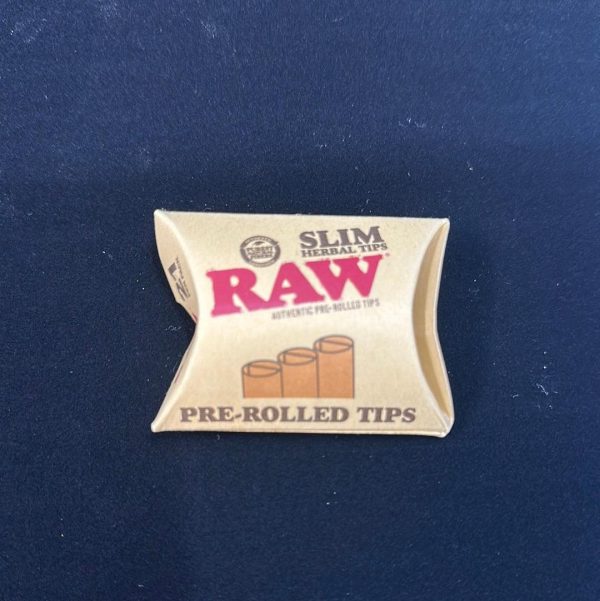 SLIM
HERBAL TIPS
RAW
AUTHENTIC PRE-ROLLED TIPS
PRE-ROLLED TIPS